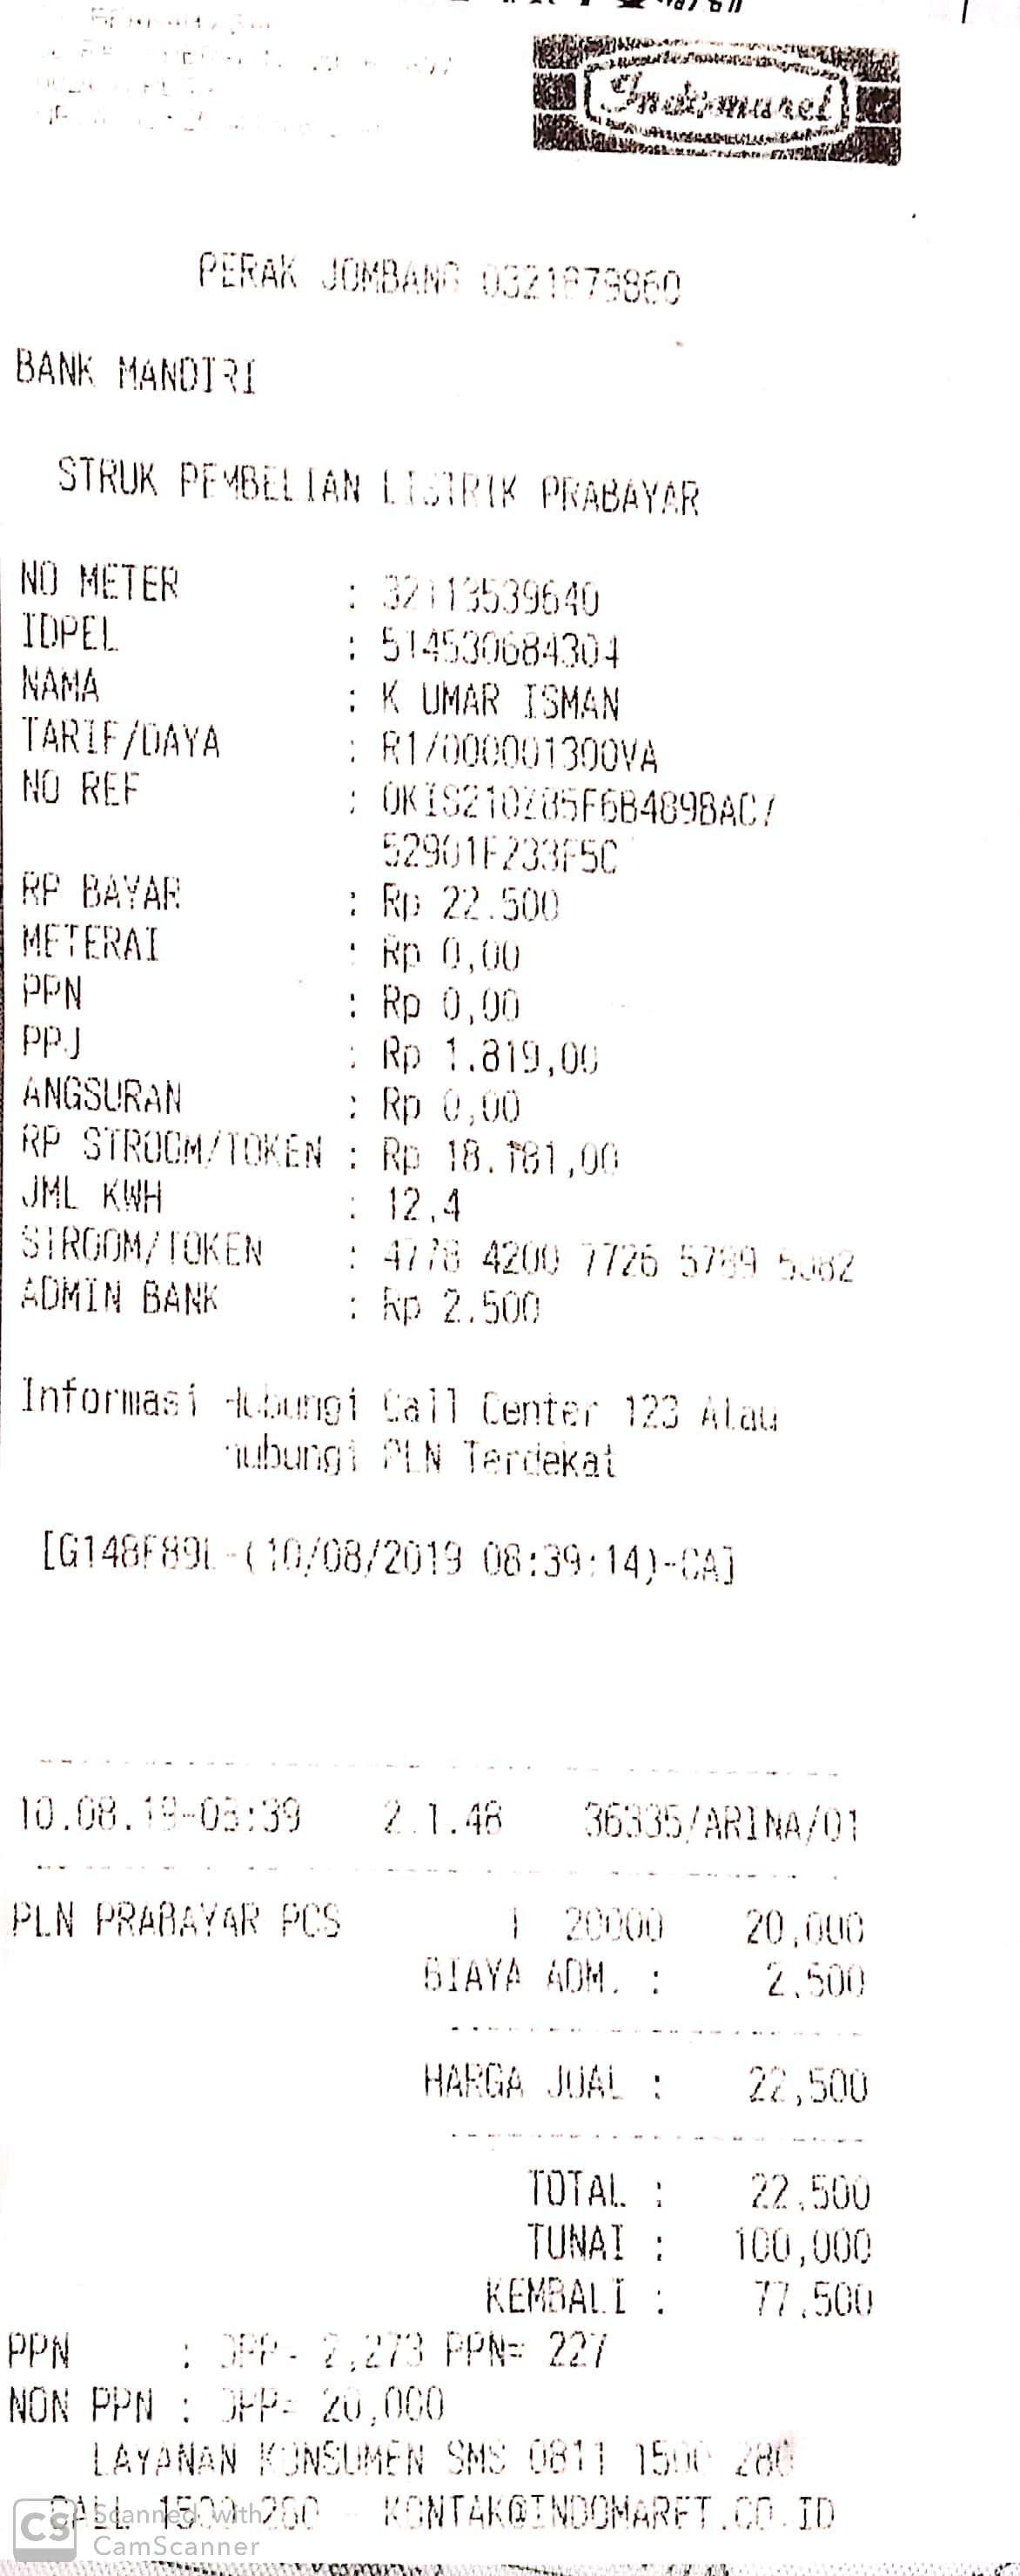 Indomaret
PERAK JOMBANG 0321879860
BANK MANDIRI
STRUK PEMBELIAN LISTRIK PRABAYAR
NO METER : 32113539640
IDPEL : 514530684304
NAMA : K UMAR ISMAN
TARIF/DAYA : R1/000001300VA
NO REF : 0KIS210Z85F6B489BAC7
52901F233F5C
RP BAYAR : Rp 22.500
METERAI : Rp 0,00
PPN : Rp 0,00
PPJ : Rp 1.819,00
ANGSURAN : Rp 0,00
RP STROOM/TOKEN : Rp 18.181,00
JML KWH : 12,4
STROOM/TOKEN : 4778 4200 7726 5789
ADMIN BANK : Rp 2.500
Informasi Hubungi Call Center 123 Atau
hubungi PLN Terdekat
[G148F89L-(10/08/2019 08:39:14)-CA]
10.08.19-08:39 2.1.48 36335/ARINA/01
PLN PRABAYAR PCS 1 20000 20,000
BIAYA ADM. : 2,500
HARGA JUAL : 22,500
TOTAL : 22,500
TUNAI : 100,000
KEMBALI : 77,500
PPN : DPP= 2,273 PPN= 227
NON PPN : DPP= 20,000
LAYANAN KONSUMEN SMS 0811 1500 280
CALL 1500 280 - KONTAK@INDOMARET.CO.ID
CS Scanned with
CamScanner